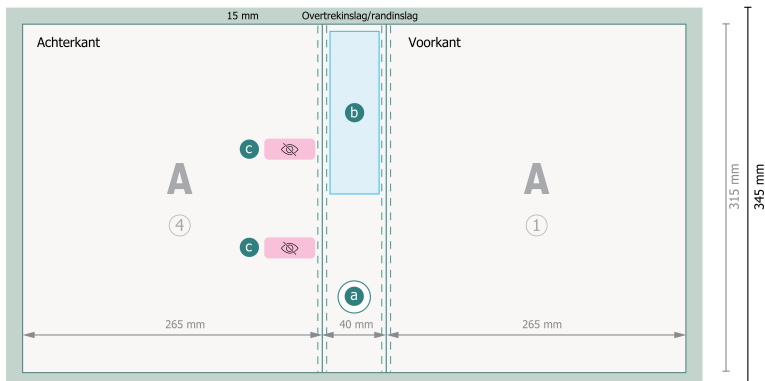 15 mm Overtrekinslag/randinslag
Achterkant
Voorkant
b
c
A
A
315 mm
345 mm
4
1
c
a
265 mm
40 mm
265 mm